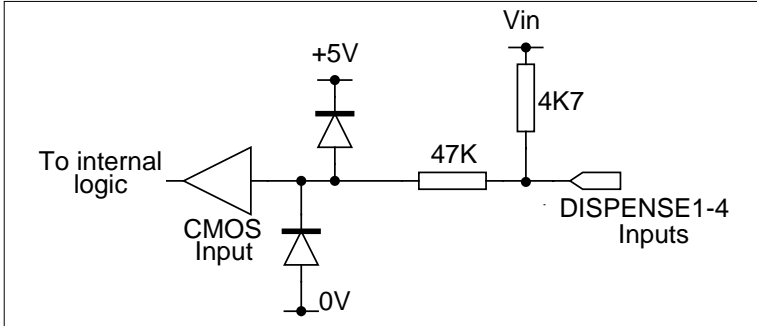 Vin
+5V
4K7
47K
To internal
logic
DISPENSE1-4
Inputs
CMOS
Input
0V